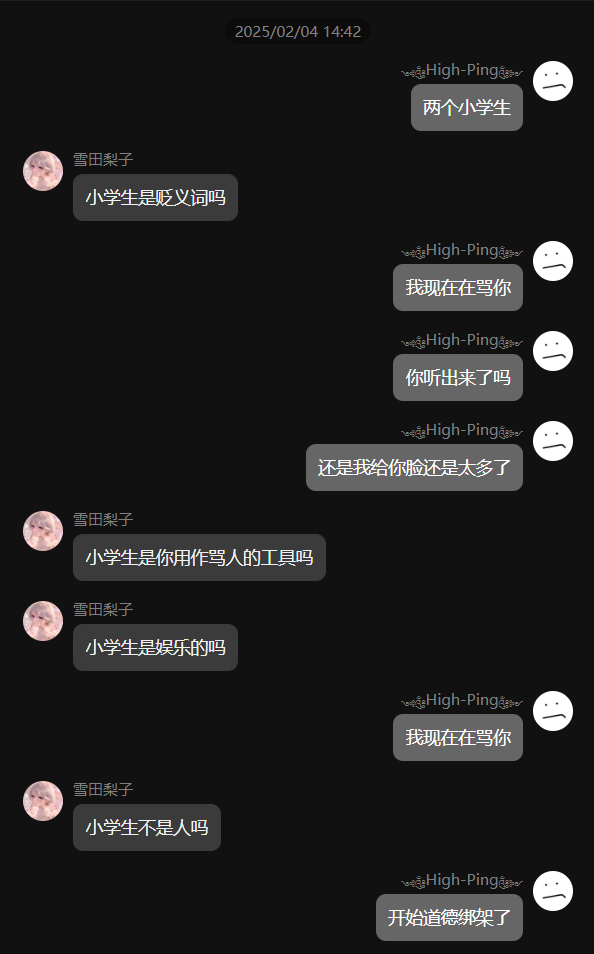 2025/02/04 14:42
High-Ping
两个小学生
雪田梨子
小学生是贬义词吗
High-Ping
我现在在骂你
High-Ping
你听出来了吗
High-Ping
还是我给你脸还是太多了
雪田梨子
小学生是你用作骂人的工具吗
雪田梨子
小学生是娱乐的吗
High-Ping
我现在在骂你
雪田梨子
小学生不是人吗
High-Ping
开始道德绑架了